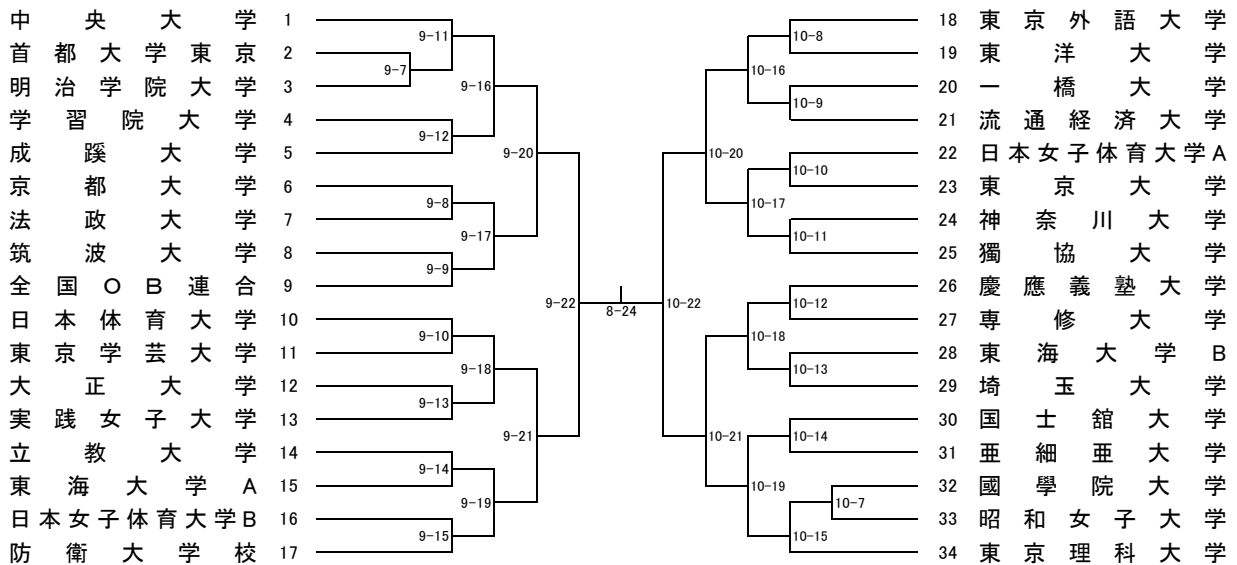 中央大学 1
首都大学東京 2
明治学院大学 3
学習院大学 4
成蹊大学 5
京都大学 6
法政大学 7
筑波大学 8
全国OB連合 9
日本体育大学 10
東京学芸大学 11
大正大学 12
実践女子大学 13
立教大学 14
東海大学A 15
日本女子体育大学B 16
防衛大学校 17
9-11
9-7
9-16
9-12
9-20
9-8
9-17
9-9
9-22
9-10
9-18
9-13
9-21
9-14
9-19
9-15
8-24
10-8
10-16
10-9
10-20
10-10
10-17
10-11
10-22
10-12
10-18
10-13
10-21
10-14
10-19
10-7
10-15
18 東京外語大学
19 東洋大学
20 一橋大学
21 流通経済大学
22 日本女子体育大学A
23 東京大学
24 神奈川大学
25 獨協大学
26 慶應義塾大学
27 専修大学
28 東海大学B
29 埼玉大学
30 国士舘大学
31 亜細亜大学
32 國學院大学
33 昭和女子大学
34 東京理科大学